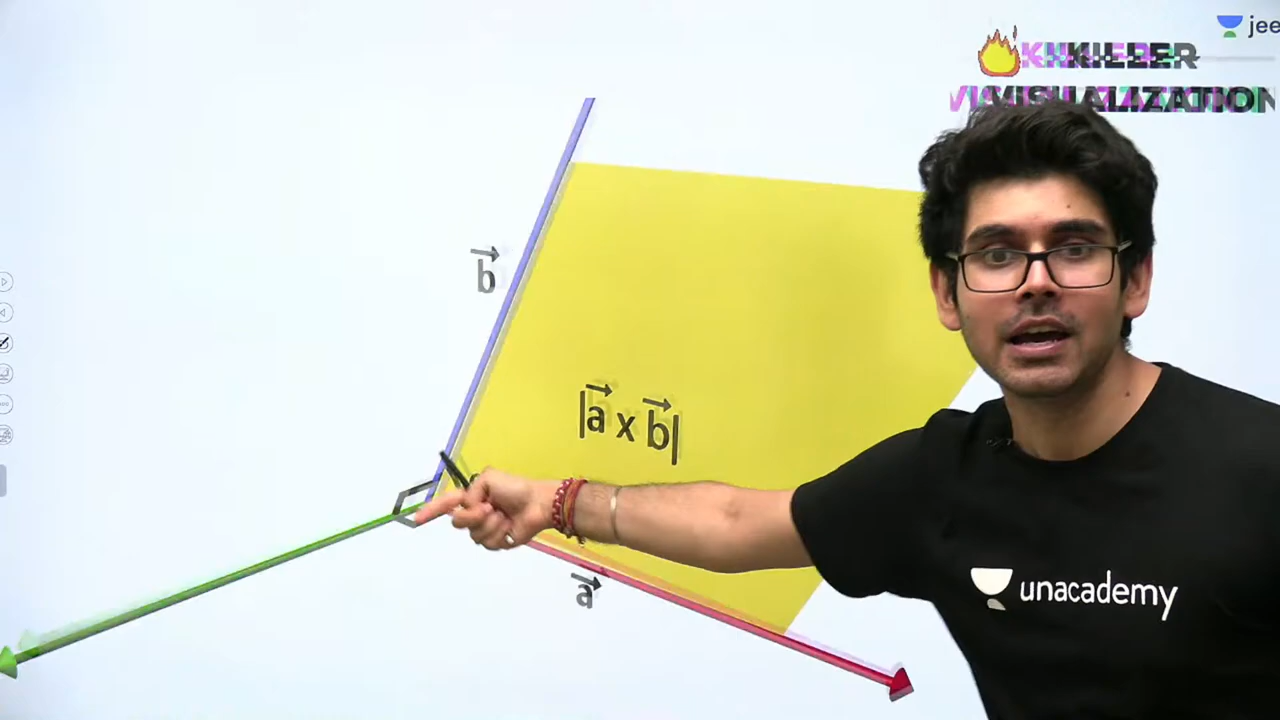 jee
KILLER
VISUALIZATION
b
|a x b|
a
unacademy